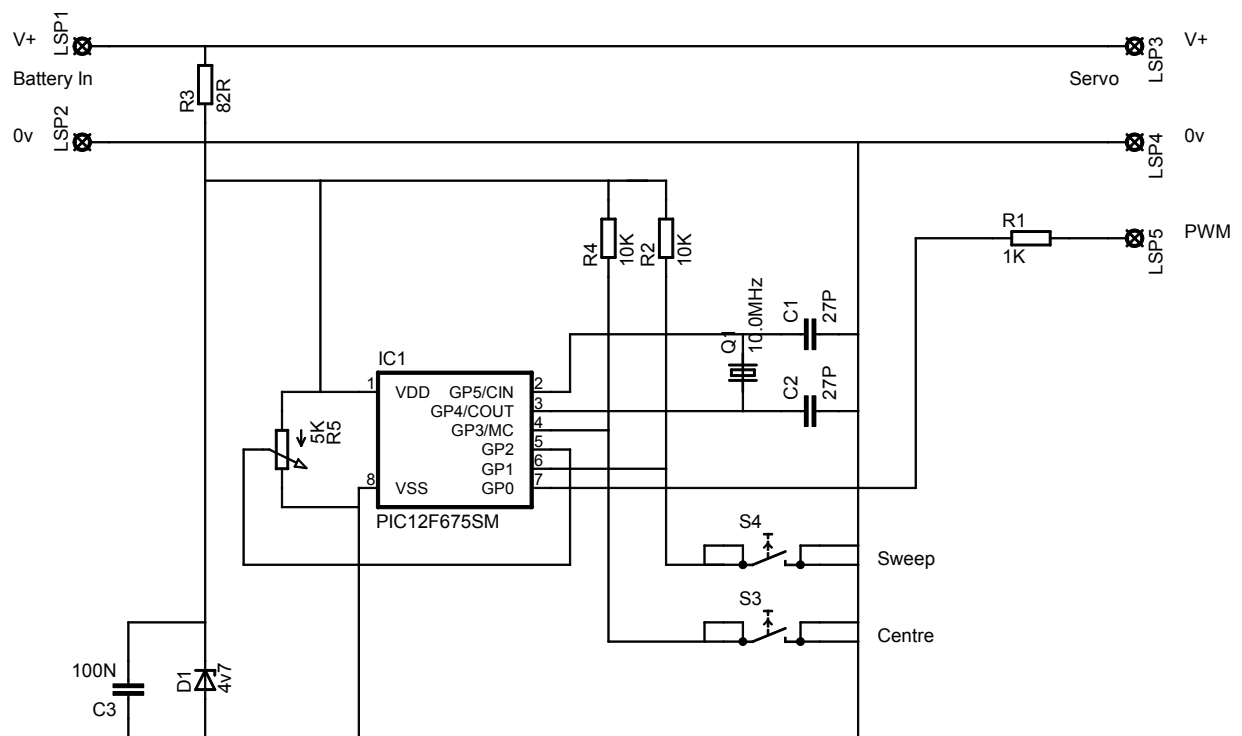 V+
LSP1
LSP3
V+
Battery In
R3
82R
Servo
0v
LSP2
LSP4
0v
R4
10K
R2
10K
R1
1K
LSP5
PWM
Q1
10.0MHz
C1
27P
C2
27P
IC1
1
VDD
GP5/CIN
2
GP4/COUT
3
GP3/MC
4
GP2
5
GP1
6
8
VSS
GP0
7
PIC12F675SM
5K
R5
S4
Sweep
S3
Centre
100N
C3
D1
4v7